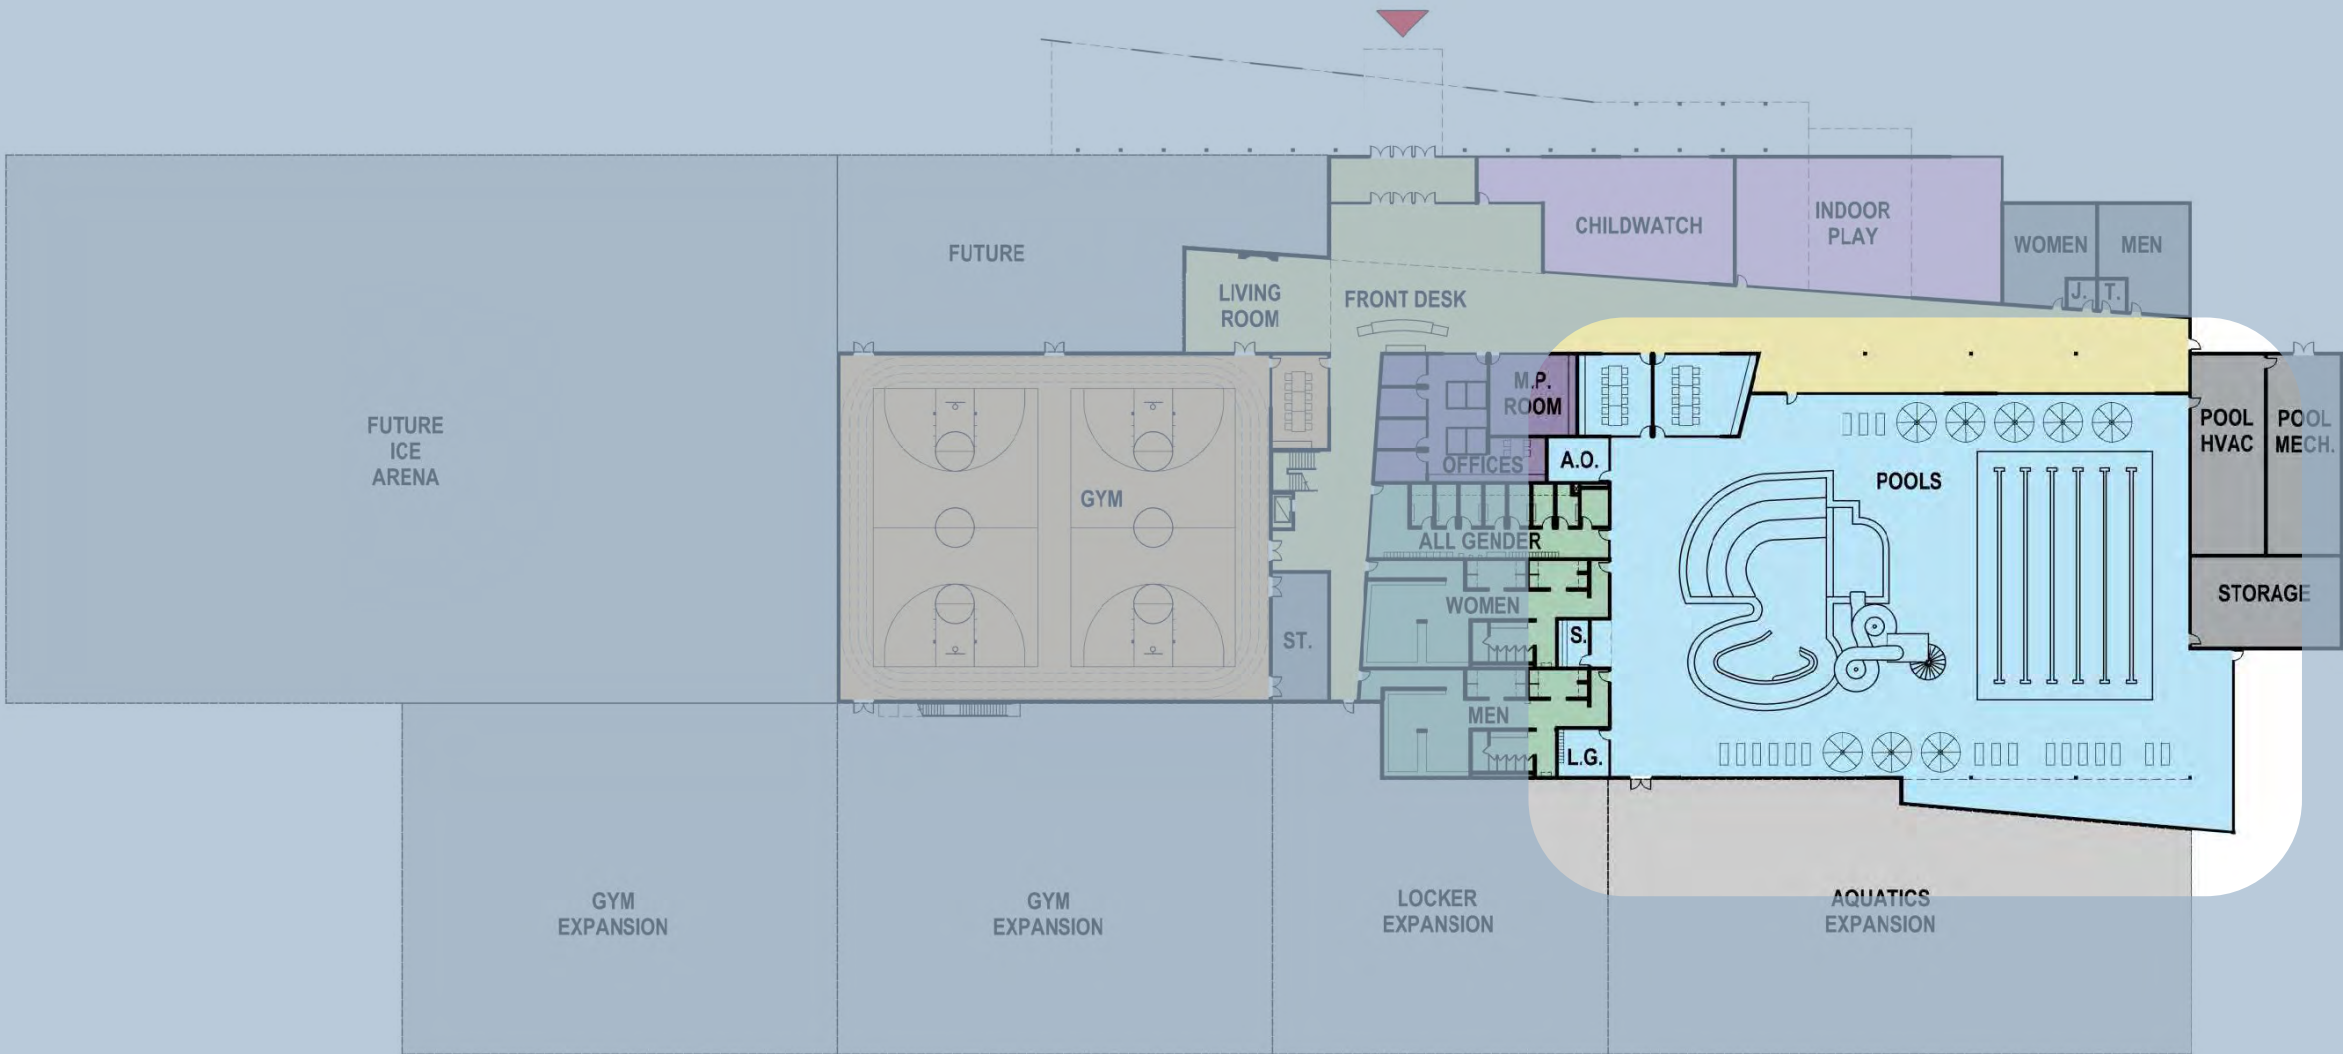 FUTURE
LIVING
ROOM
FRONT DESK
CHILDWATCH
INDOOR
PLAY
WOMEN
MEN
J.
T.
FUTURE
ICE
ARENA
GYM
ST.
M.P.
ROOM
OFFICES
A.O.
ALL GENDER
WOMEN
S.
MEN
L.G.
POOLS
POOL
HVAC
POOL
MECH.
STORAGE
GYM
EXPANSION
GYM
EXPANSION
LOCKER
EXPANSION
AQUATICS
EXPANSION